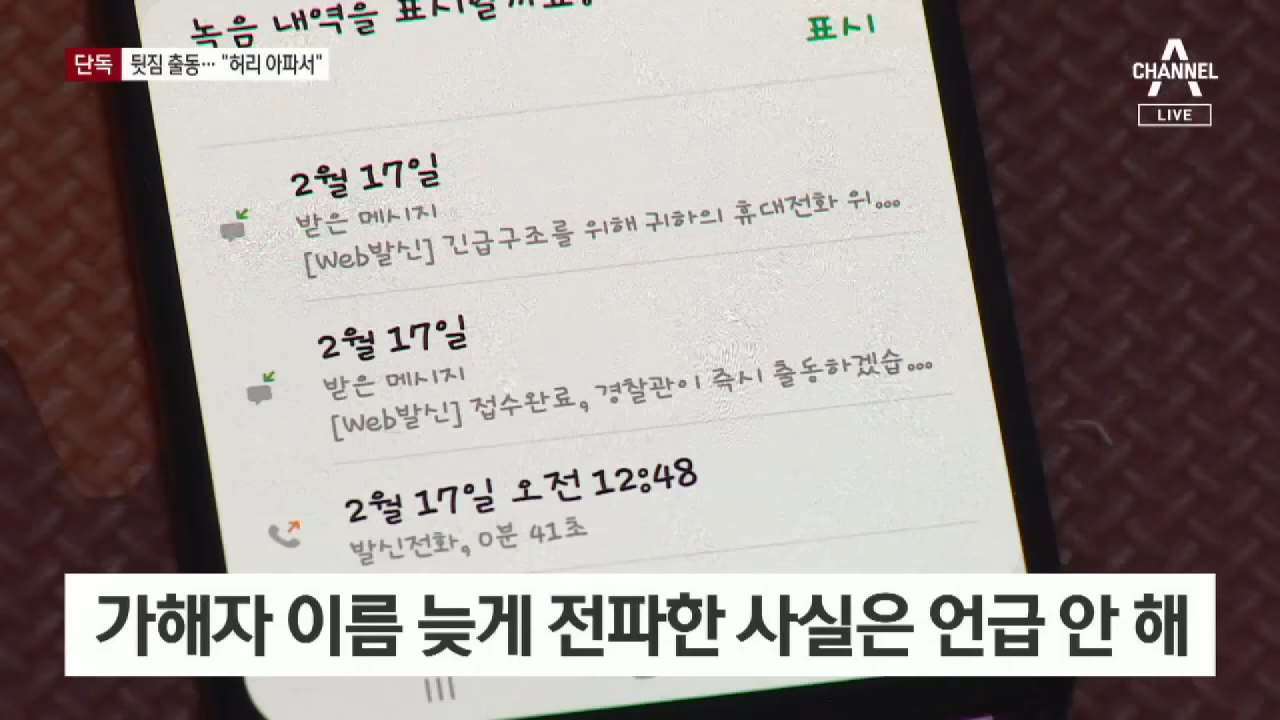 녹음 내역을 표시할까요?
표시
단독 뒷짐 출동… "허리 아파서"
CHANNEL A
LIVE
2월 17일
받은 메시지
[Web발신] 긴급구조를 위해 귀하의 휴대전화 위...
2월 17일
받은 메시지
[Web발신] 접수완료, 경찰관이 즉시 출동하겠습...
2월 17일 오전 12:48
발신전화, 0분 41초
가해자 이름 늦게 전파한 사실은 언급 안 해